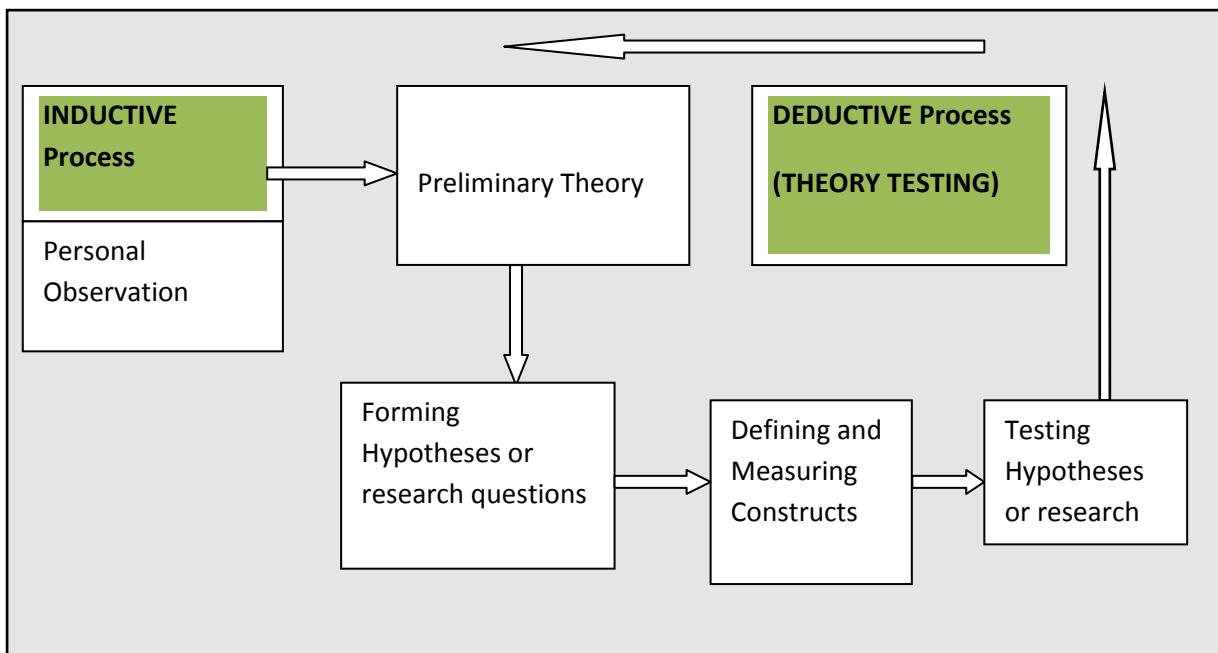 INDUCTIVE
Process
Personal
Observation
Preliminary Theory
DEDUCTIVE Process
(THEORY TESTING)
Forming
Hypotheses or
research questions
Defining and
Measuring
Constructs
Testing
Hypotheses
or research